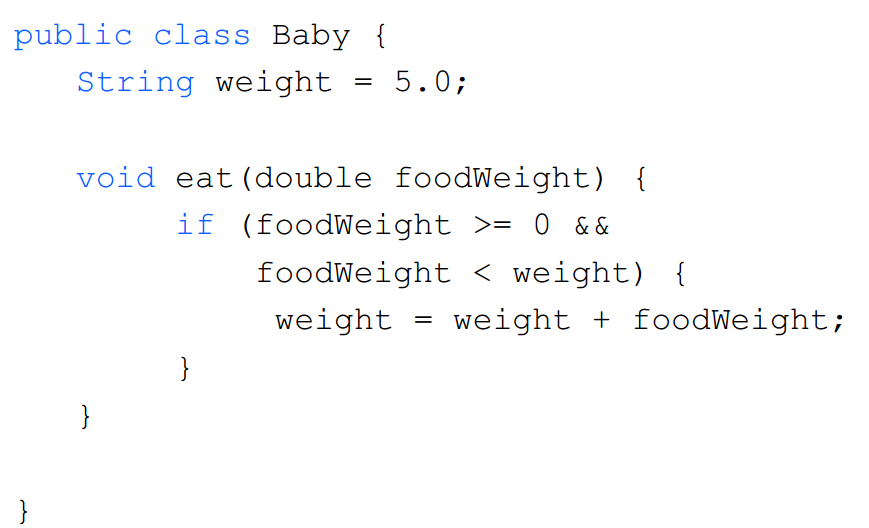 public class Baby {
String weight = 5.0;
void eat(double foodWeight) {
if (foodWeight >= 0 &&
foodWeight < weight) {
weight = weight + foodWeight;
}
}
}